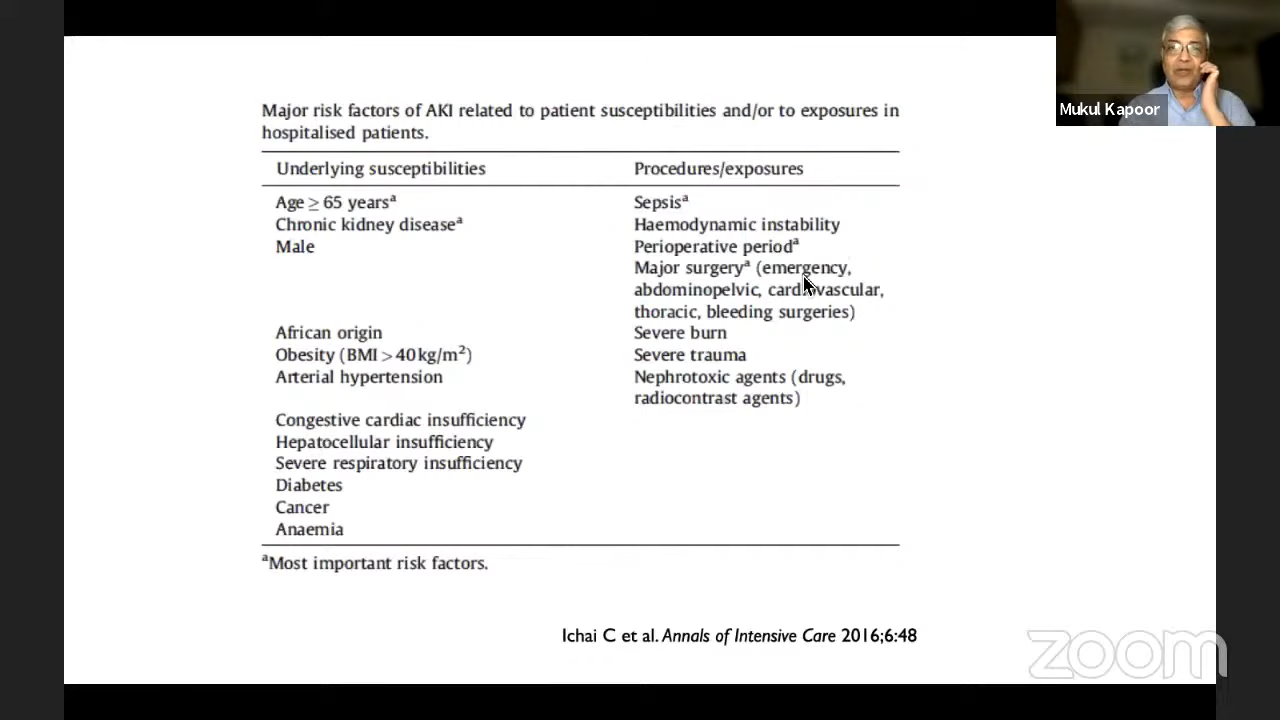 Mukul Kapoor
Major risk factors of AKI related to patient susceptibilities and/or to exposures in
hospitalised patients.
Underlying susceptibilities Procedures/exposures
Age ≥ 65 yearsᵃ Sepsisᵃ
Chronic kidney diseaseᵃ Haemodynamic instability
Male Perioperative periodᵃ
Major surgeryᵃ (emergency,
abdominopelvic, cardiovascular,
thoracic, bleeding surgeries)
African origin Severe burn
Obesity (BMI > 40 kg/m²) Severe trauma
Arterial hypertension Nephrotoxic agents (drugs,
radiocontrast agents)
Congestive cardiac insufficiency
Hepatocellular insufficiency
Severe respiratory insufficiency
Diabetes
Cancer
Anaemia
ᵃMost important risk factors.
Ichai C et al. Annals of Intensive Care 2016;6:48
zoom